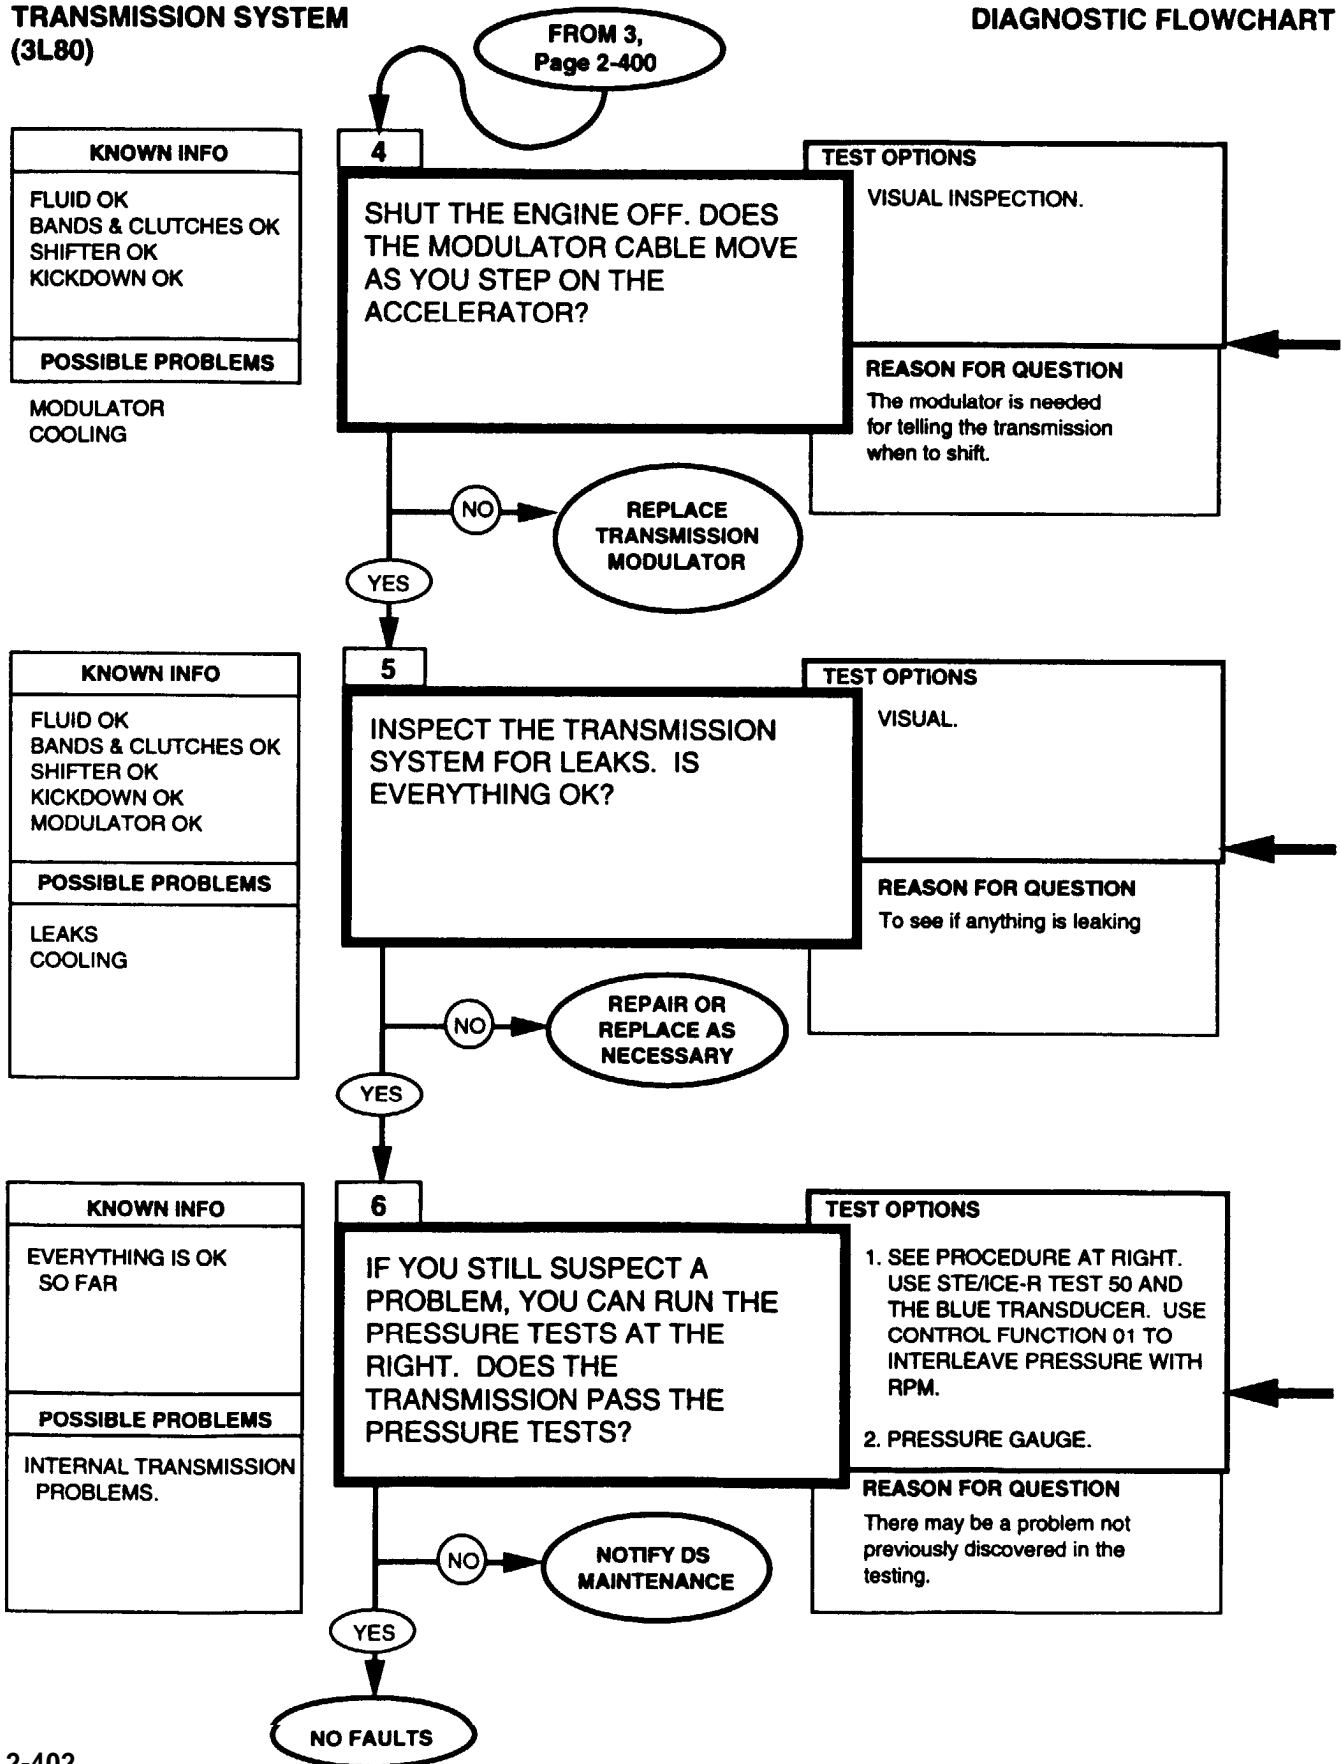 TRANSMISSION SYSTEM
(3L80)
DIAGNOSTIC FLOWCHART
FROM 3,
Page 2-400
KNOWN INFO
FLUID OK
BANDS & CLUTCHES OK
SHIFTER OK
KICKDOWN OK
POSSIBLE PROBLEMS
MODULATOR
COOLING
4
SHUT THE ENGINE OFF. DOES
THE MODULATOR CABLE MOVE
AS YOU STEP ON THE
ACCELERATOR?
TEST OPTIONS
VISUAL INSPECTION.
REASON FOR QUESTION
The modulator is needed
for telling the transmission
when to shift.
NO
REPLACE
TRANSMISSION
MODULATOR
YES
KNOWN INFO
FLUID OK
BANDS & CLUTCHES OK
SHIFTER OK
KICKDOWN OK
MODULATOR OK
POSSIBLE PROBLEMS
LEAKS
COOLING
5
INSPECT THE TRANSMISSION
SYSTEM FOR LEAKS. IS
EVERYTHING OK?
TEST OPTIONS
VISUAL.
REASON FOR QUESTION
To see if anything is leaking
NO
REPAIR OR
REPLACE AS
NECESSARY
YES
KNOWN INFO
EVERYTHING IS OK
SO FAR
POSSIBLE PROBLEMS
INTERNAL TRANSMISSION
PROBLEMS.
6
IF YOU STILL SUSPECT A
PROBLEM, YOU CAN RUN THE
PRESSURE TESTS AT THE
RIGHT. DOES THE
TRANSMISSION PASS THE
PRESSURE TESTS?
TEST OPTIONS
1. SEE PROCEDURE AT RIGHT.
USE STE/ICE-R TEST 50 AND
THE BLUE TRANSDUCER. USE
CONTROL FUNCTION 01 TO
INTERLEAVE PRESSURE WITH
RPM.
2. PRESSURE GAUGE.
REASON FOR QUESTION
There may be a problem not
previously discovered in the
testing.
NO
NOTIFY DS
MAINTENANCE
YES
NO FAULTS
2-402